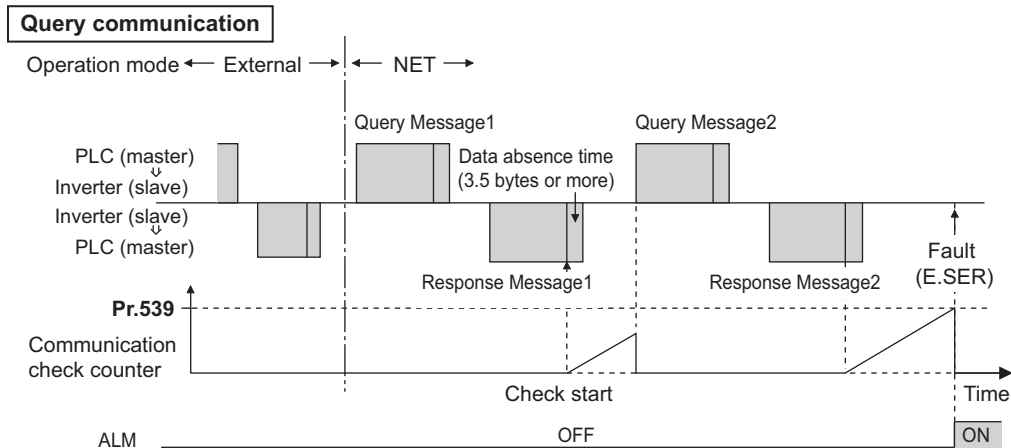 Query communication
Operation mode External NET
Query Message1 Query Message2
PLC (master)
Inverter (slave)
Inverter (slave)
PLC (master)
Data absence time
(3.5 bytes or more)
Response Message1 Response Message2
Fault
(E.SER)
Pr.539
Communication
check counter
Check start
Time
ALM OFF ON